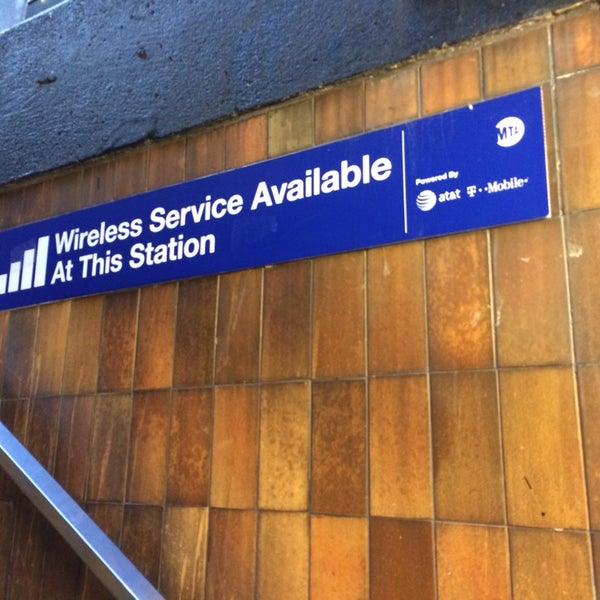 Wireless Service Available
At This Station
MTA
Powered By
at&t T··Mobile·